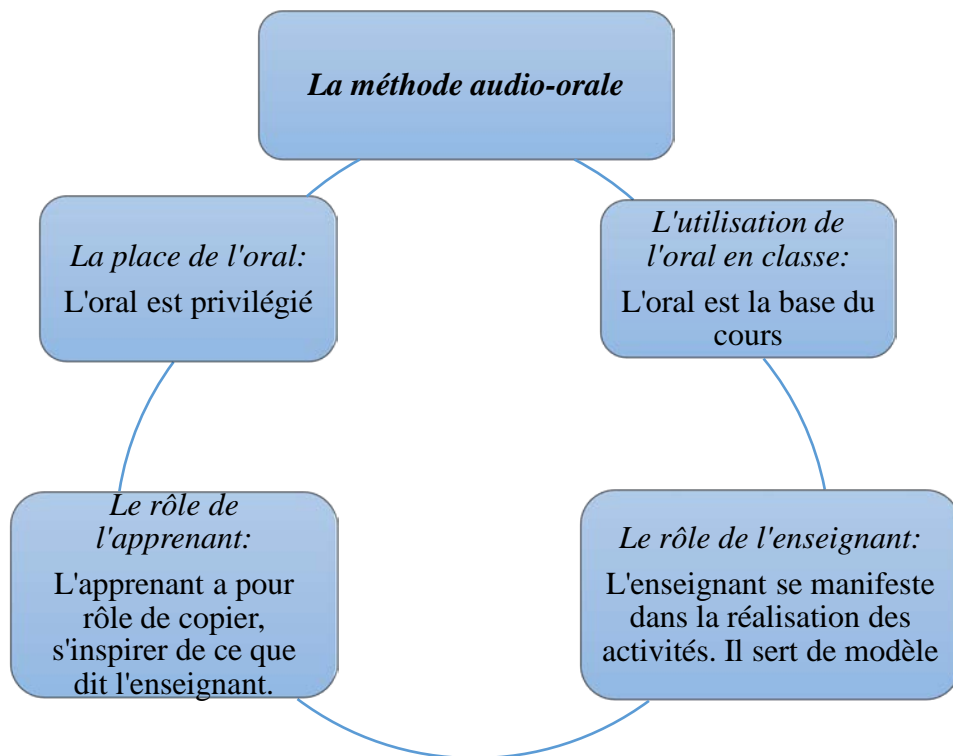 La méthode audio-orale
La place de l'oral:
L'oral est privilégié
L'utilisation de
l'oral en classe:
L'oral est la base du
cours
Le rôle de
l'apprenant:
L'apprenant a pour
rôle de copier,
s'inspirer de ce que
dit l'enseignant.
Le rôle de l'enseignant:
L'enseignant se manifeste
dans la réalisation des
activités. Il sert de modèle